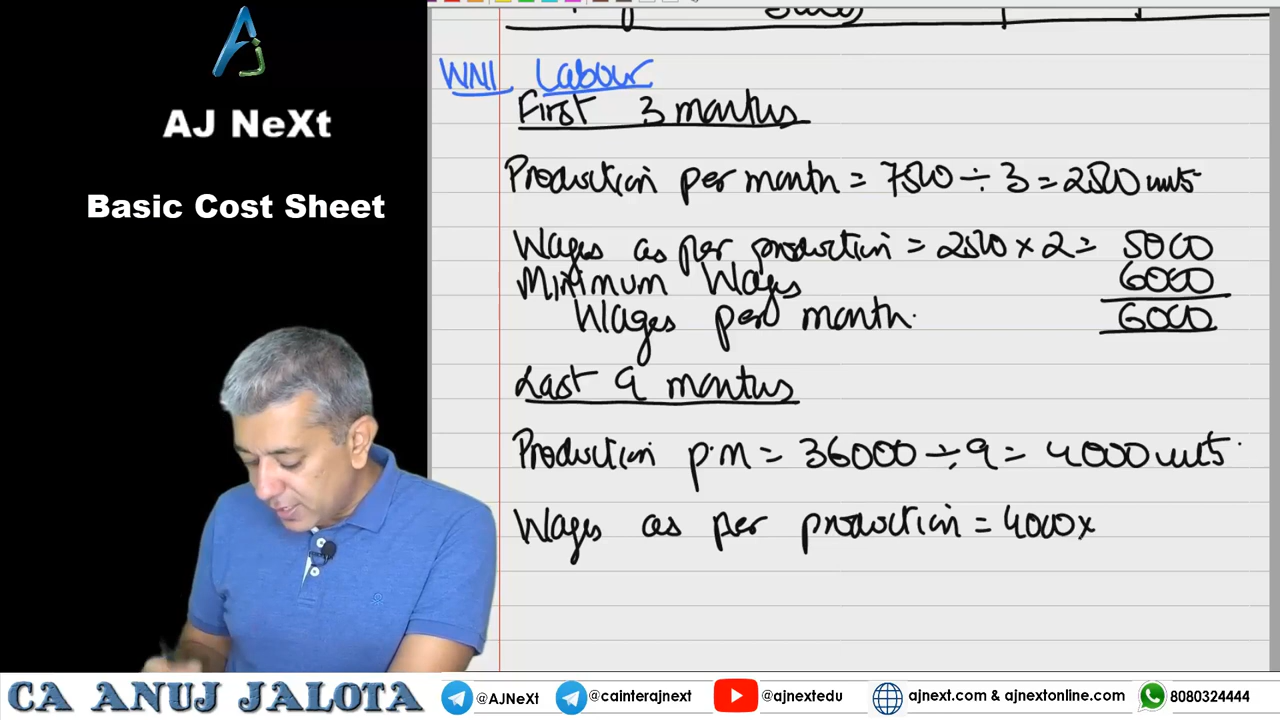 AJ NeXt
Basic Cost Sheet
WNI Labour
First 3 months
Production per month = 7500 ÷ 3 = 2500 units
Wages as per production = 2500 × 2 = 5000
Minimum Wages 6000
Wages per month 6000
Last 9 months
Production p.m = 36000 ÷ 9 = 4000 units
Wages as per production = 4000 ×
CA ANUJ JALOTA @AJNeXt @cainterajnext @ajnextedu ajnext.com & ajnextonline.com 8080324444